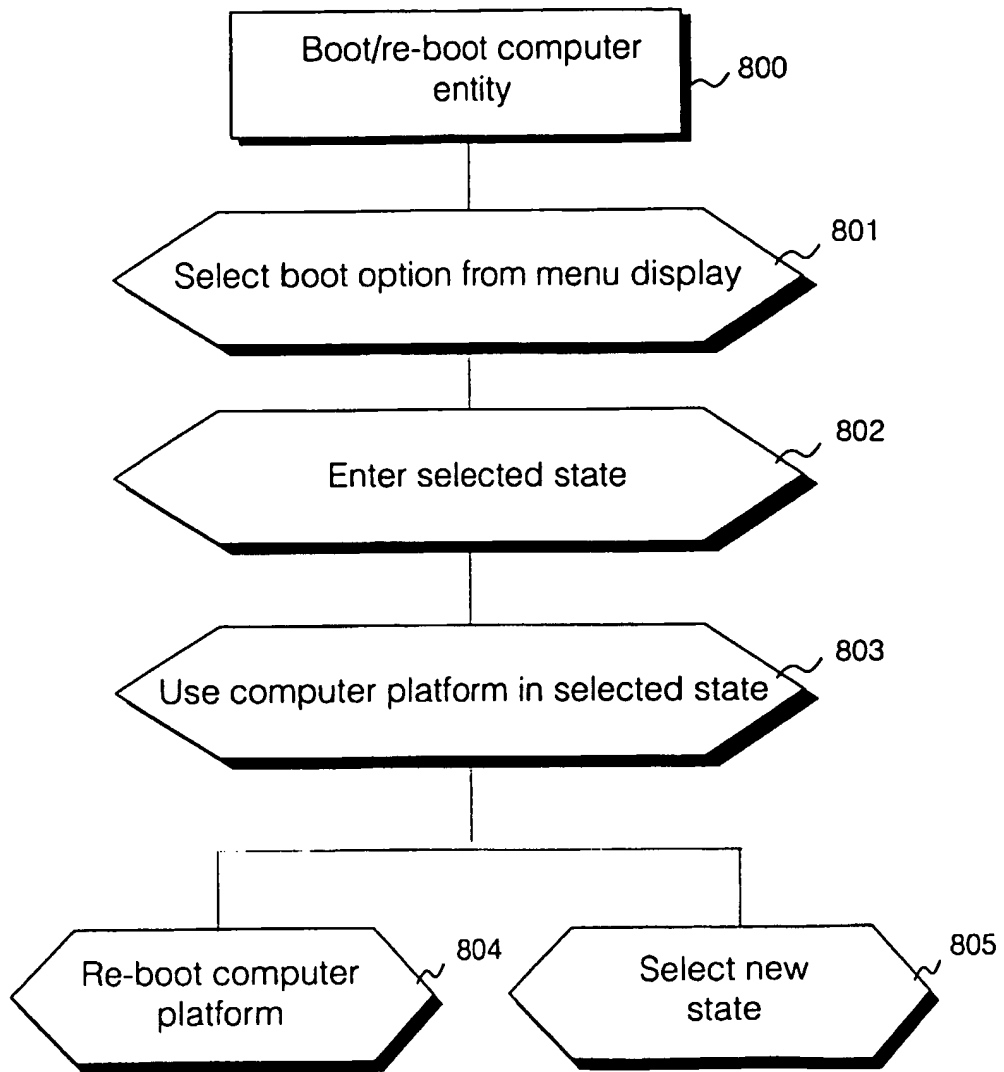 Boot/re-boot computer
entity
800
801
Select boot option from menu display
802
Enter selected state
803
Use computer platform in selected state
804
Re-boot computer
platform
805
Select new
state